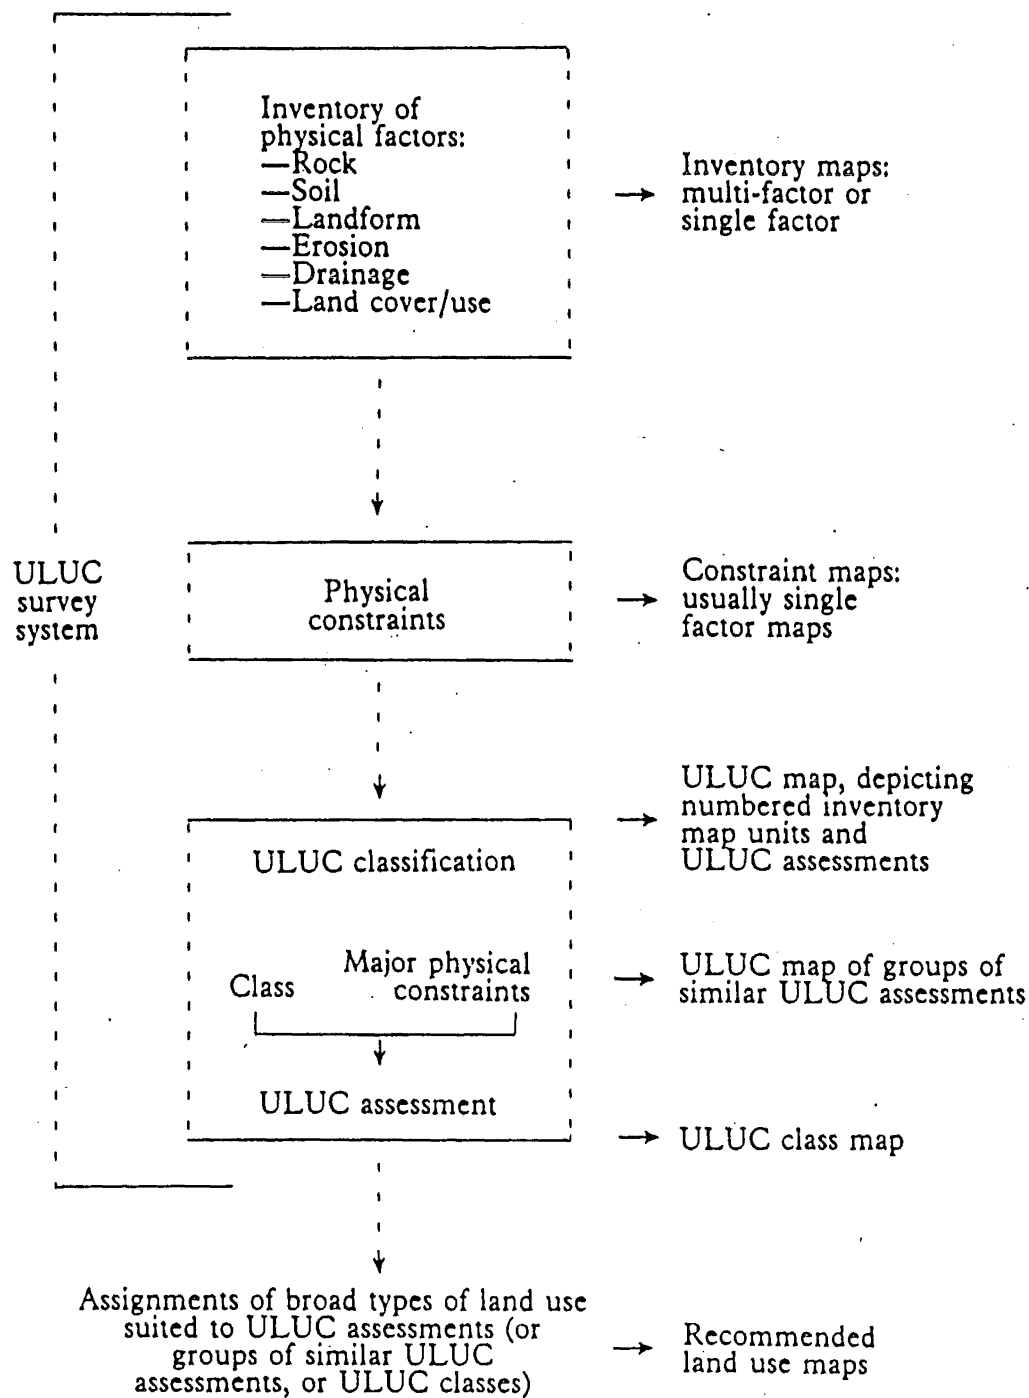 Inventory of
physical factors:
—Rock
—Soil
—Landform
—Erosion
—Drainage
—Land cover/use
→ Inventory maps:
multi-factor or
single factor
ULUC
survey
system
Physical
constraints
→ Constraint maps:
usually single
factor maps
ULUC classification
Class
Major physical
constraints
ULUC assessment
→ ULUC map, depicting
numbered inventory
map units and
ULUC assessments
→ ULUC map of groups of
similar ULUC assessments
→ ULUC class map
Assignments of broad types of land use
suited to ULUC assessments (or
groups of similar ULUC
assessments, or ULUC classes)
→ Recommended
land use maps